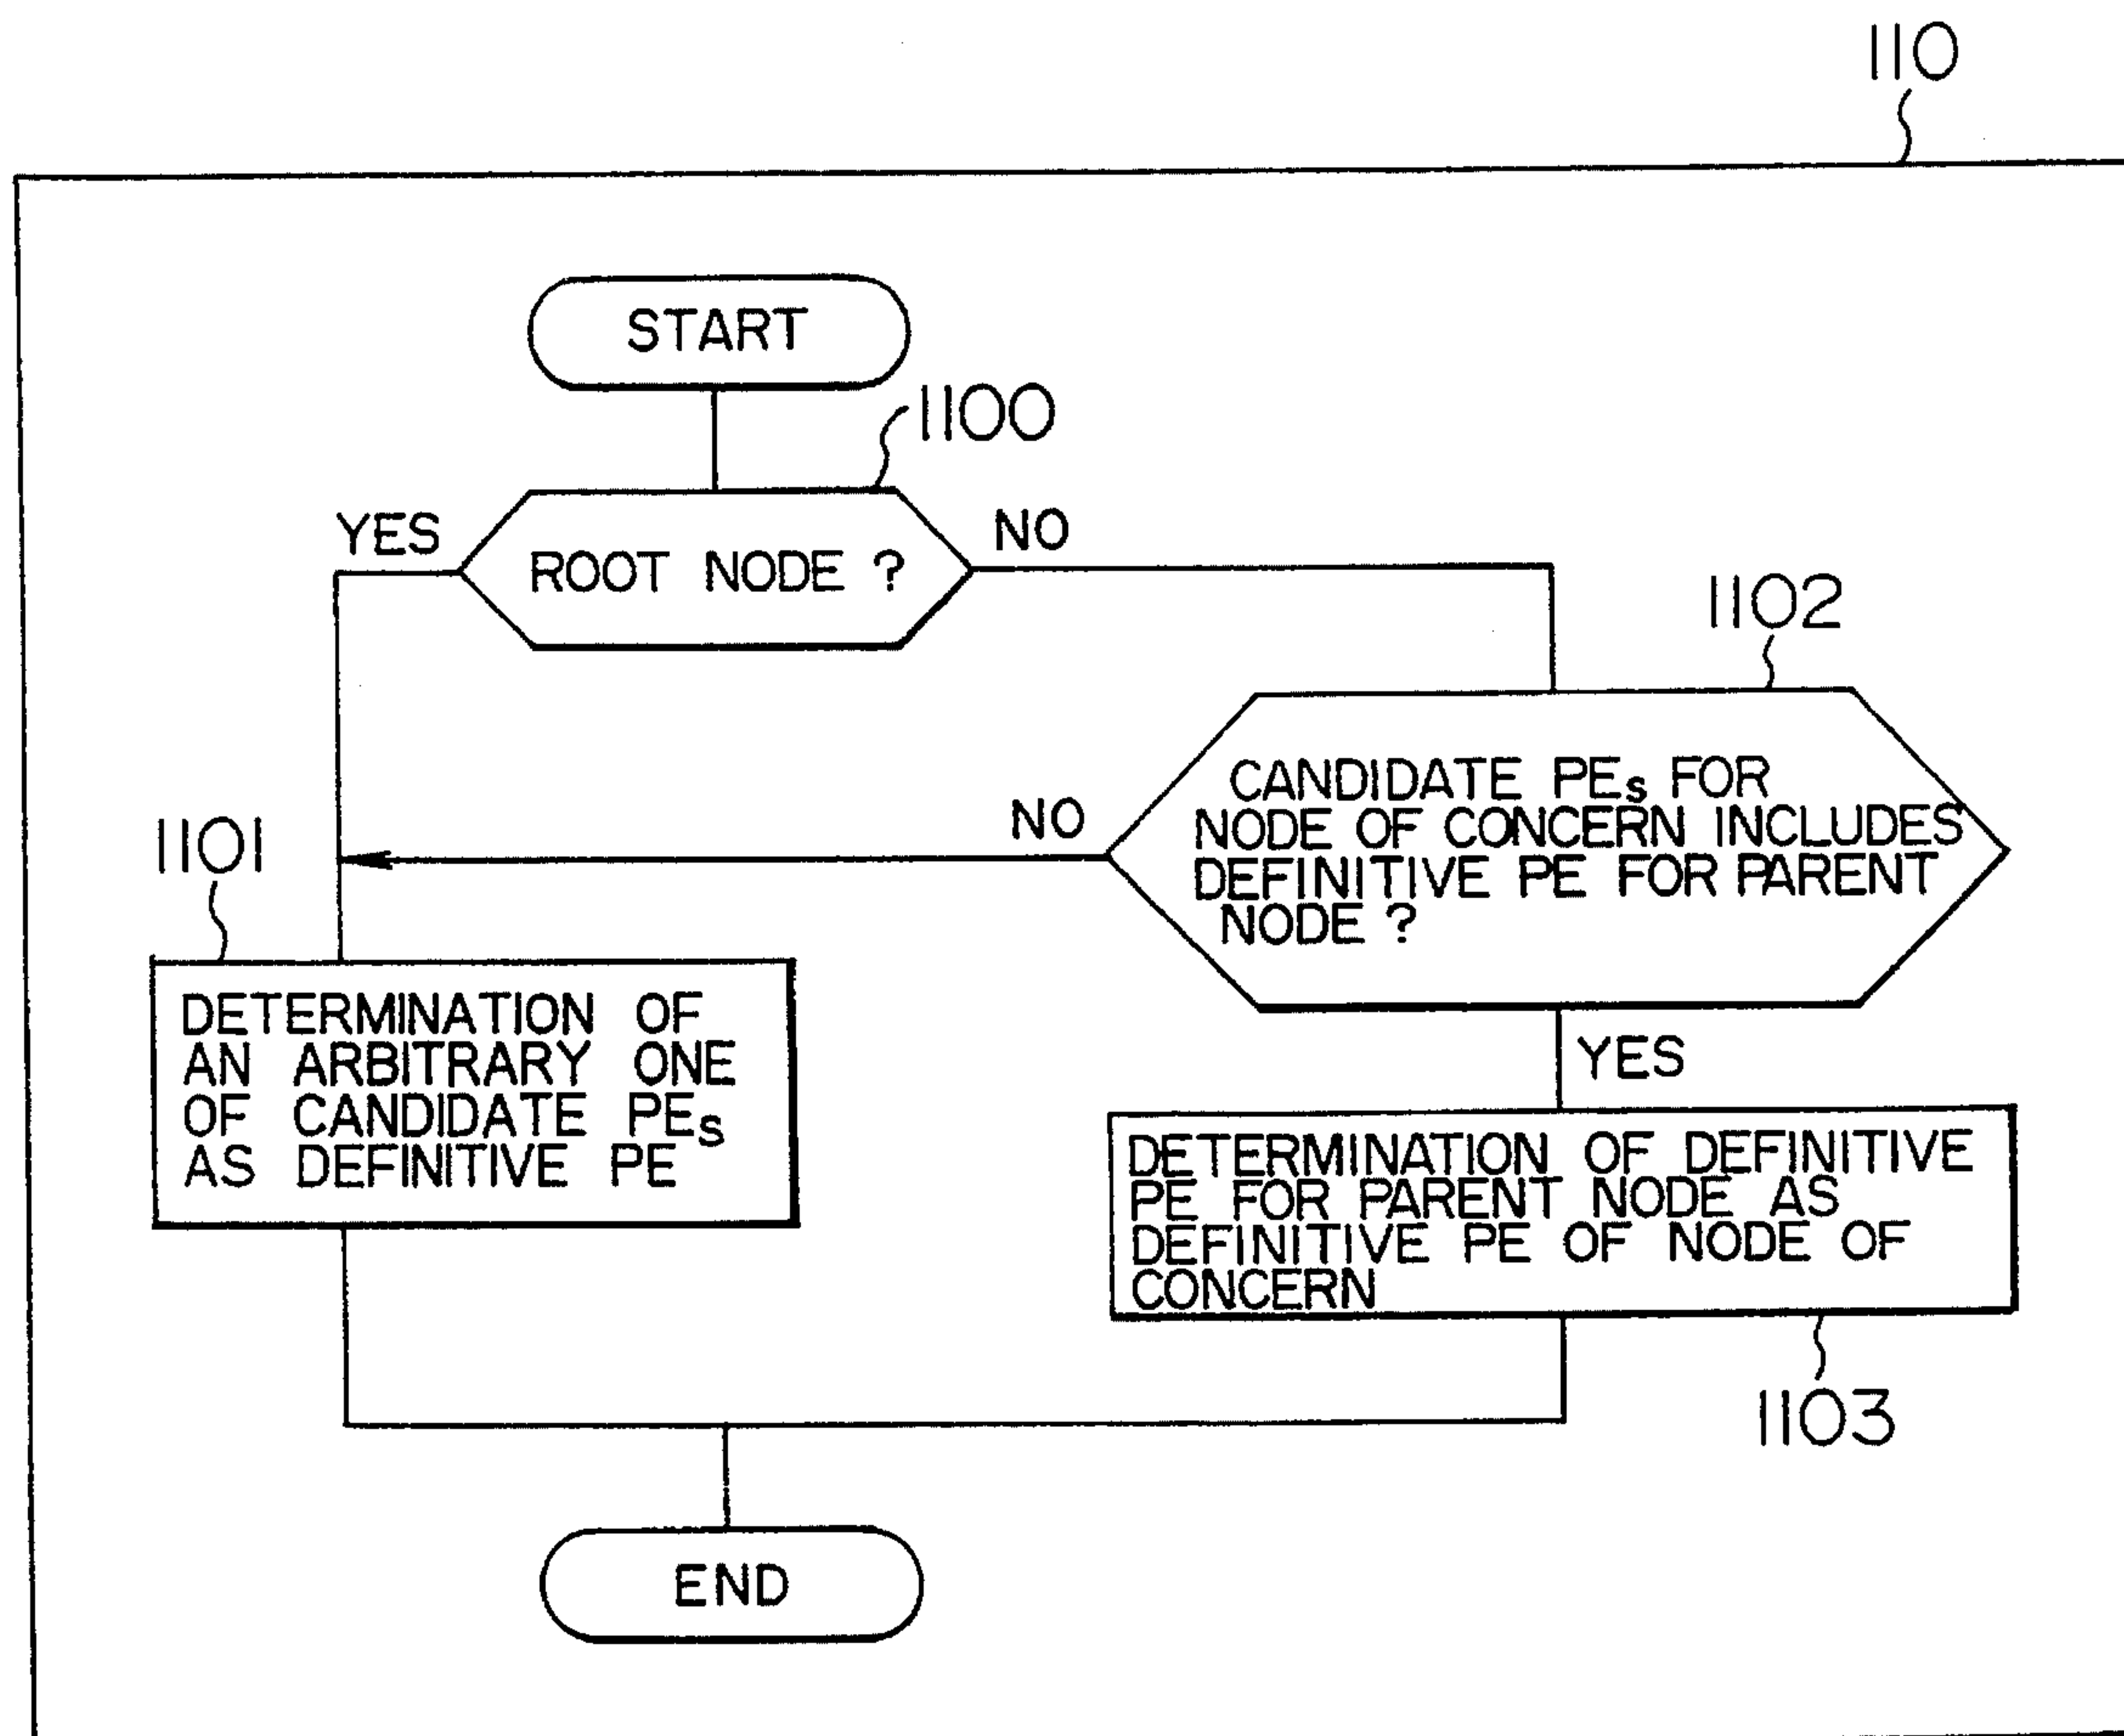 110
START
1100
YES
NO
ROOT NODE ?
1102
CANDIDATE PEs FOR
NODE OF CONCERN INCLUDES
DEFINITIVE PE FOR PARENT
NODE ?
NO
1101
DETERMINATION OF
AN ARBITRARY ONE
OF CANDIDATE PEs
AS DEFINITIVE PE
YES
DETERMINATION OF DEFINITIVE
PE FOR PARENT NODE AS
DEFINITIVE PE OF NODE OF
CONCERN
1103
END